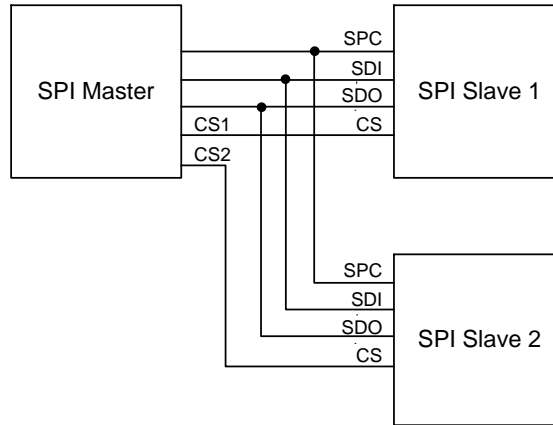 SPI Master
SPC
SDI
SDO
CS1
CS
CS2
SPI Slave 1
SPC
SDI
SDO
CS
SPI Slave 2